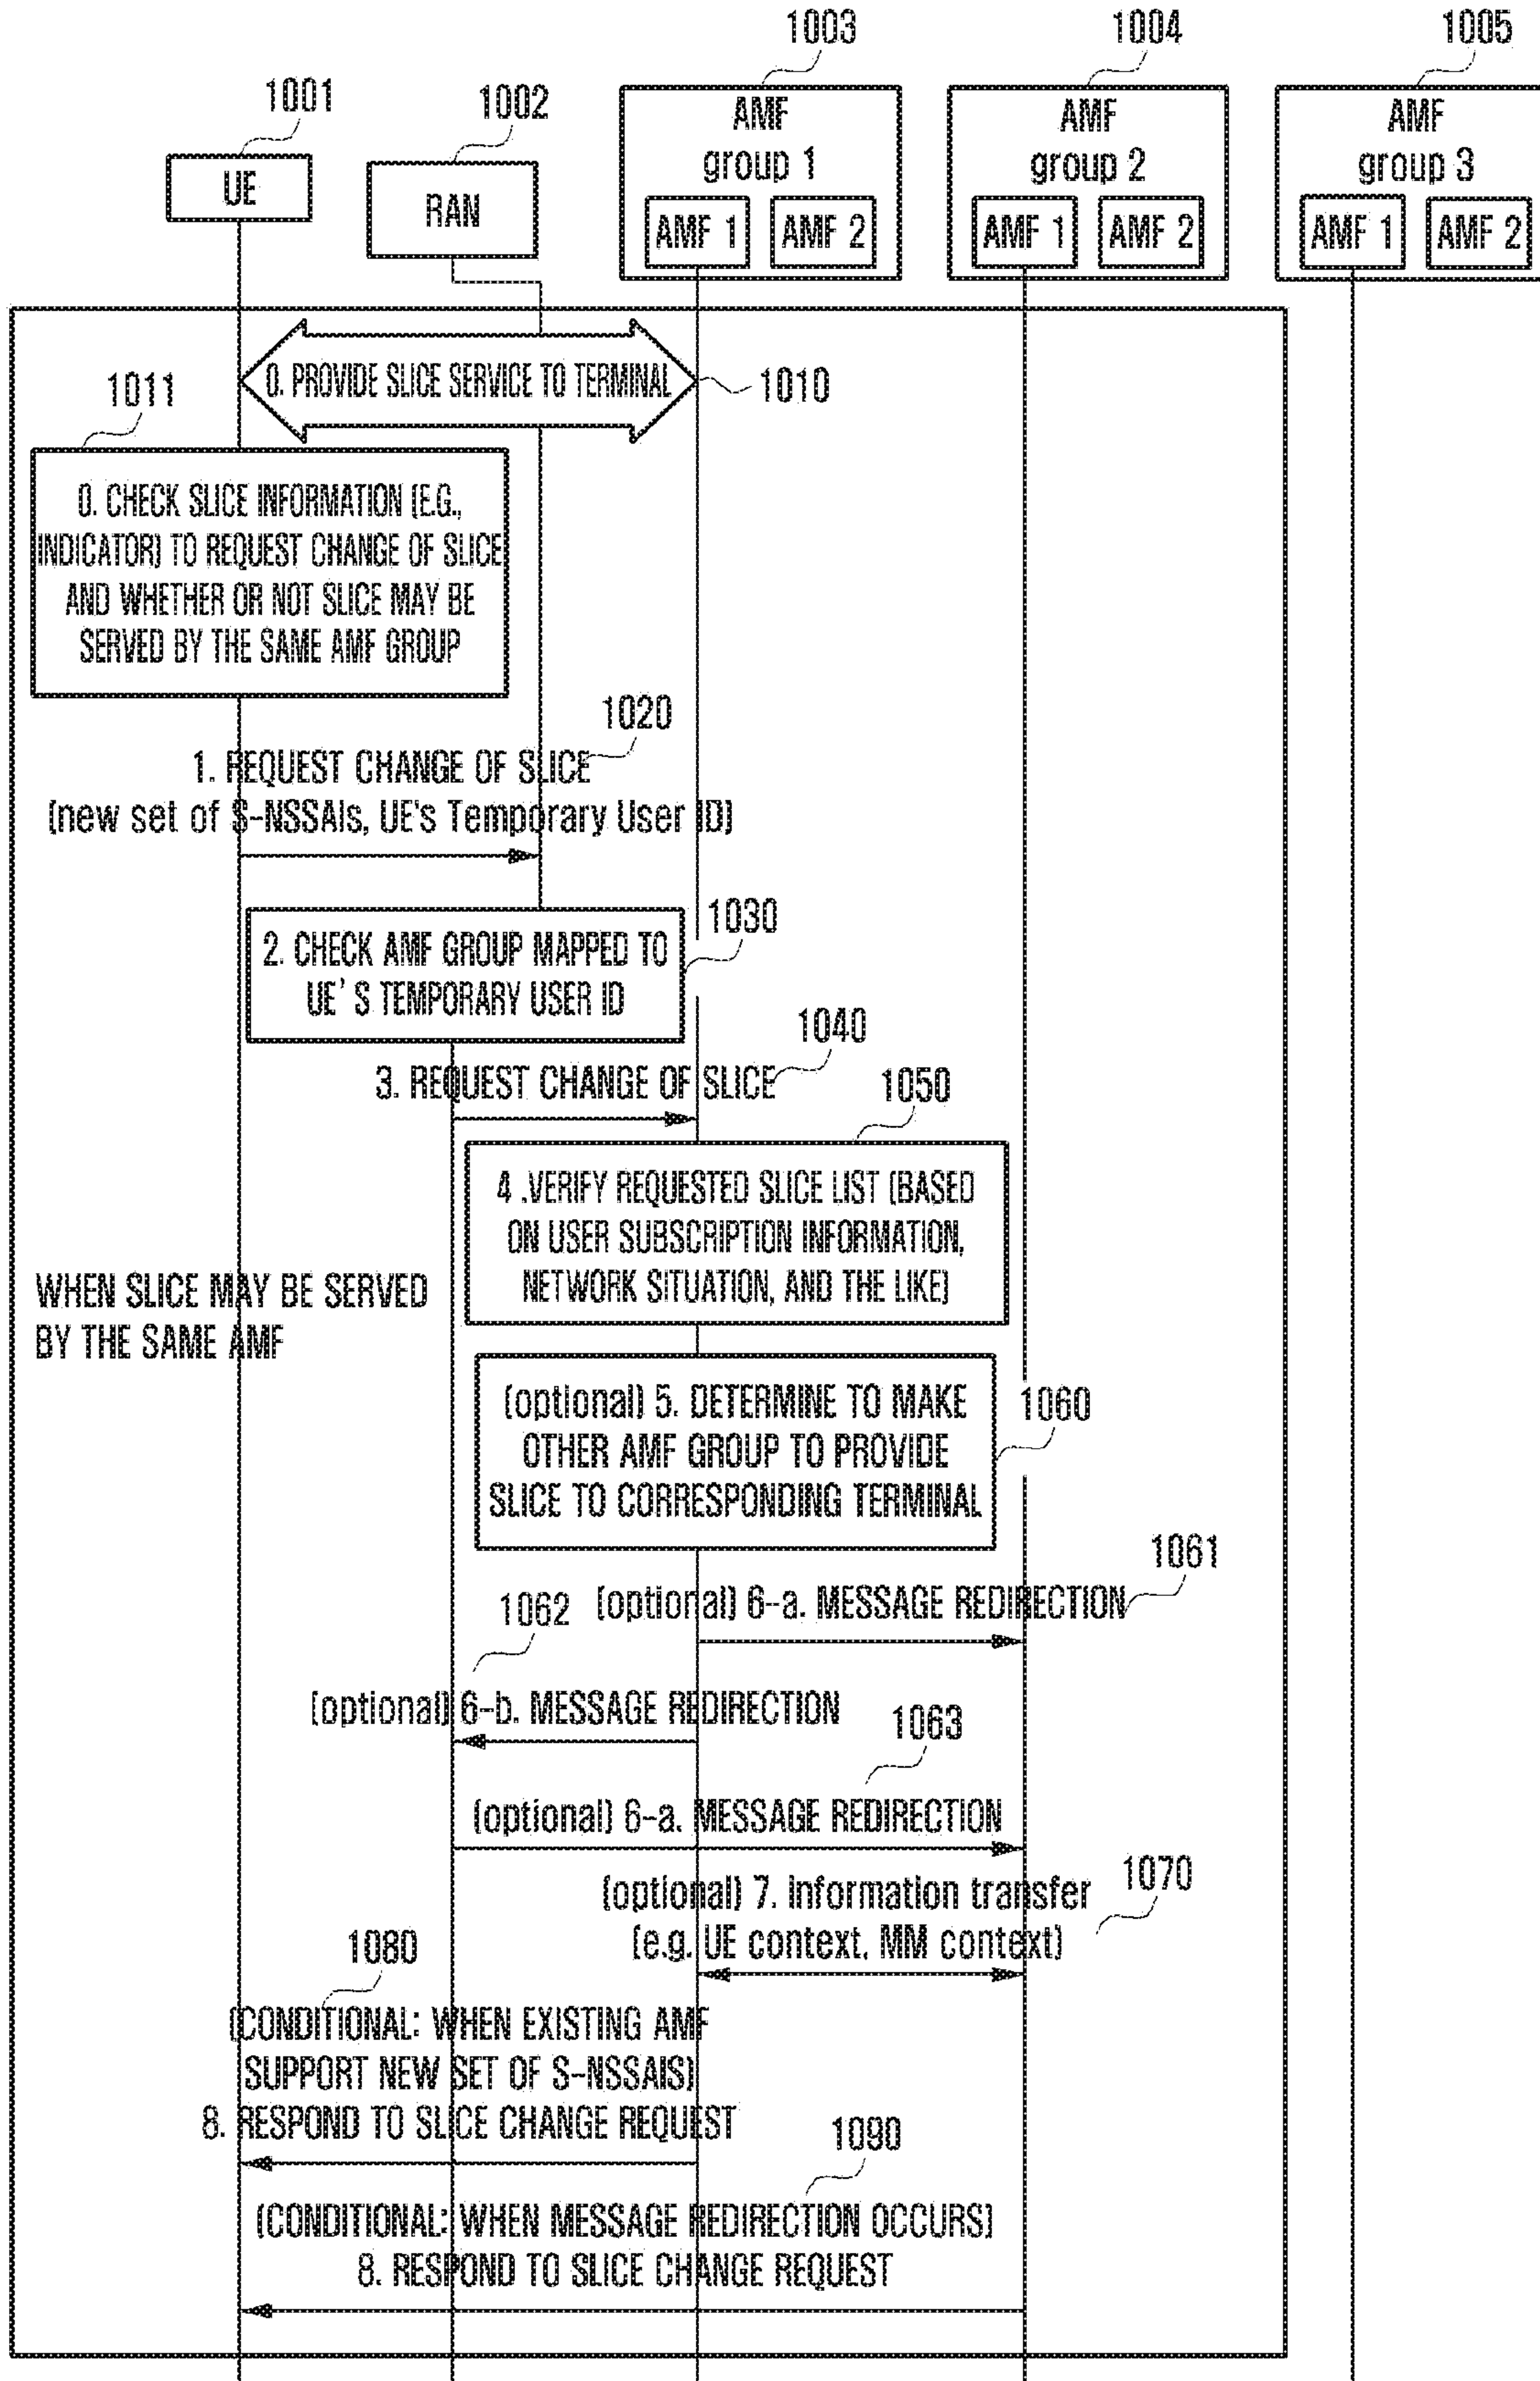 1003
1004
1005
1001
1002
AMF
group 1
AMF 1
AMF 2
AMF
group 2
AMF 1
AMF 2
AMF
group 3
AMF 1
AMF 2
UE
RAN
0. PROVIDE SLICE SERVICE TO TERMINAL
1010
1011
0. CHECK SLICE INFORMATION (E.G.,
INDICATOR) TO REQUEST CHANGE OF SLICE
AND WHETHER OR NOT SLICE MAY BE
SERVED BY THE SAME AMF GROUP
1020
1. REQUEST CHANGE OF SLICE
(new set of S-NSSAIs, UE's Temporary User ID)
1030
2. CHECK AMF GROUP MAPPED TO
UE' S TEMPORARY USER ID
1040
3. REQUEST CHANGE OF SLICE
1050
4 .VERIFY REQUESTED SLICE LIST (BASED
ON USER SUBSCRIPTION INFORMATION,
NETWORK SITUATION, AND THE LIKE)
WHEN SLICE MAY BE SERVED
BY THE SAME AMF
1060
(optional) 5. DETERMINE TO MAKE
OTHER AMF GROUP TO PROVIDE
SLICE TO CORRESPONDING TERMINAL
1061
(optional) 6-a. MESSAGE REDIRECTION
1062
(optional) 6-b. MESSAGE REDIRECTION
1063
(optional) 6-a. MESSAGE REDIRECTION
1070
(optional) 7. information transfer
(e.g. UE context, MM context)
1080
(CONDITIONAL: WHEN EXISTING AMF
SUPPORT NEW SET OF S-NSSAIS)
8. RESPOND TO SLICE CHANGE REQUEST
1090
(CONDITIONAL: WHEN MESSAGE REDIRECTION OCCURS)
8. RESPOND TO SLICE CHANGE REQUEST